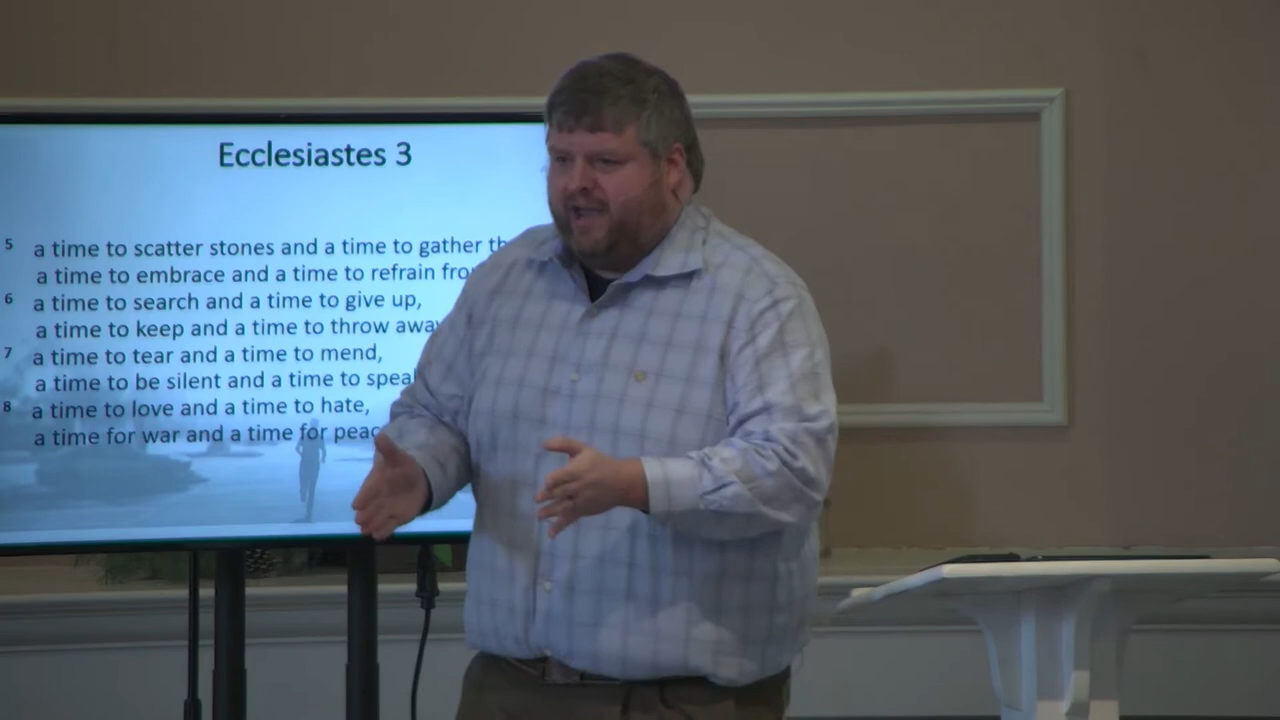 Ecclesiastes 3
5 a time to scatter stones and a time to gather
a time to embrace and a time to refrain
6 a time to search and a time to give up,
a time to keep and a time to throw
7 a time to tear and a time to mend,
a time to be silent and a time to
8 a time to love and a time to hate,
a time for war and a time for